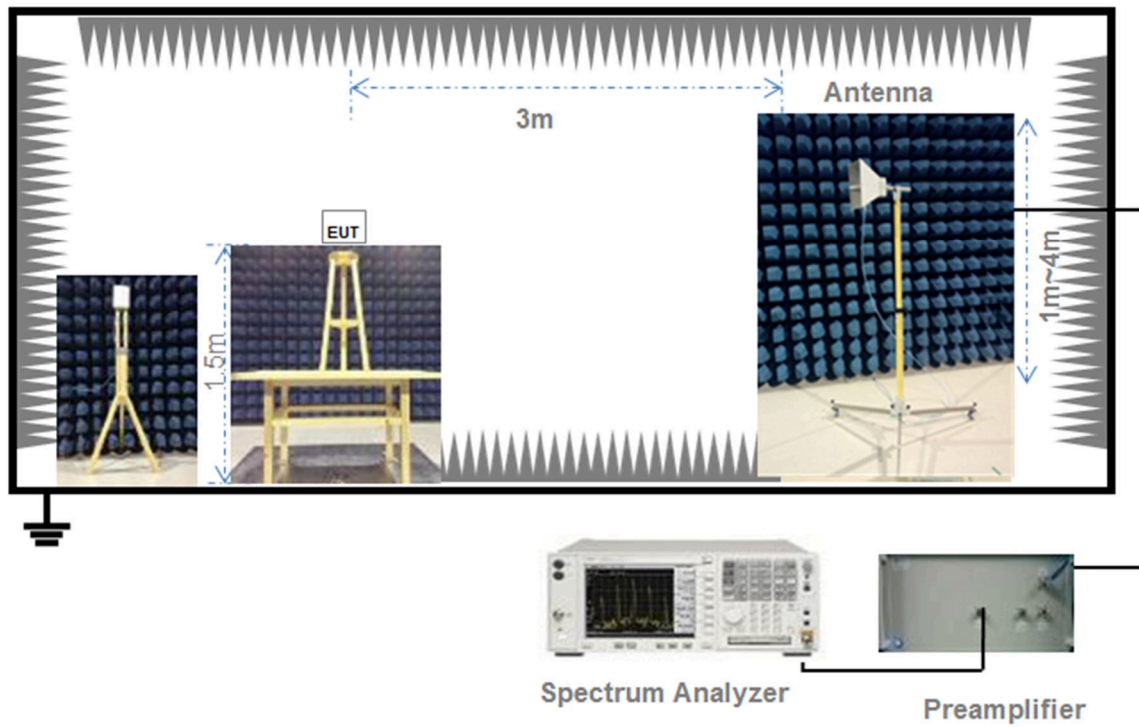 Antenna
3m
EUT
1.5m
1m~4m
Spectrum Analyzer
Preamplifier